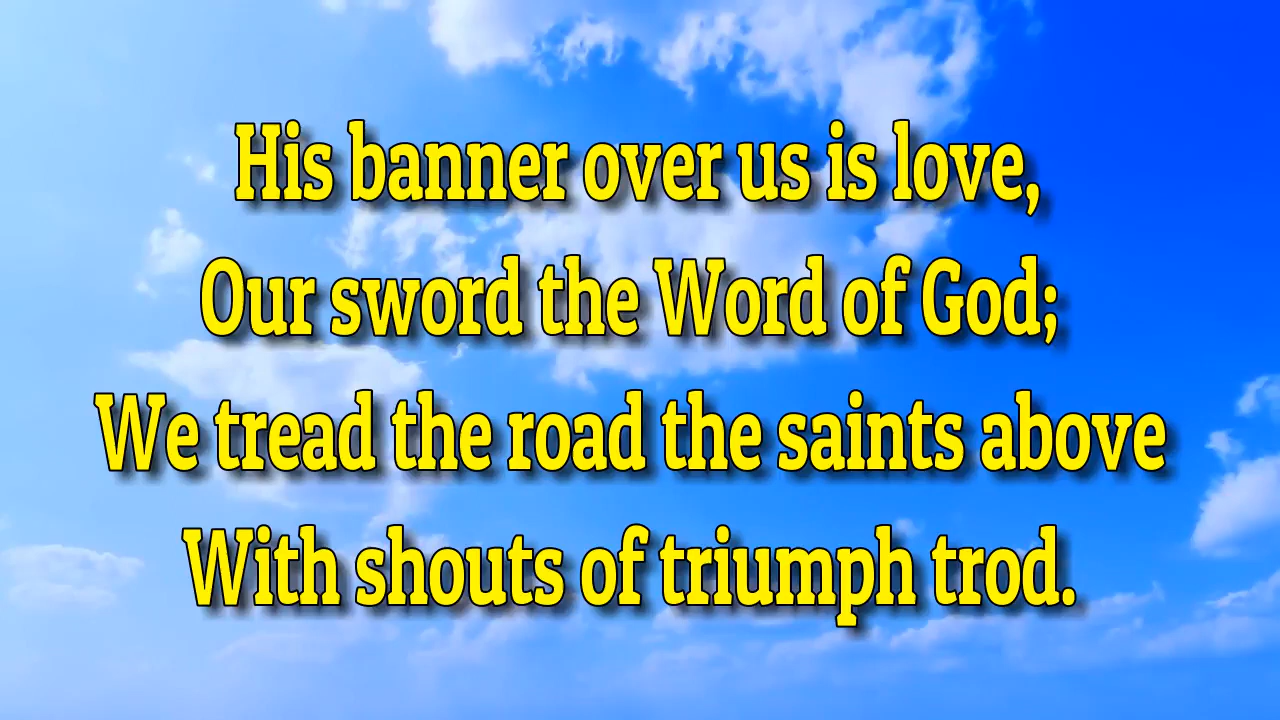 His banner over us is love,
Our sword the Word of God;
We tread the road the saints above
With shouts of triumph trod.